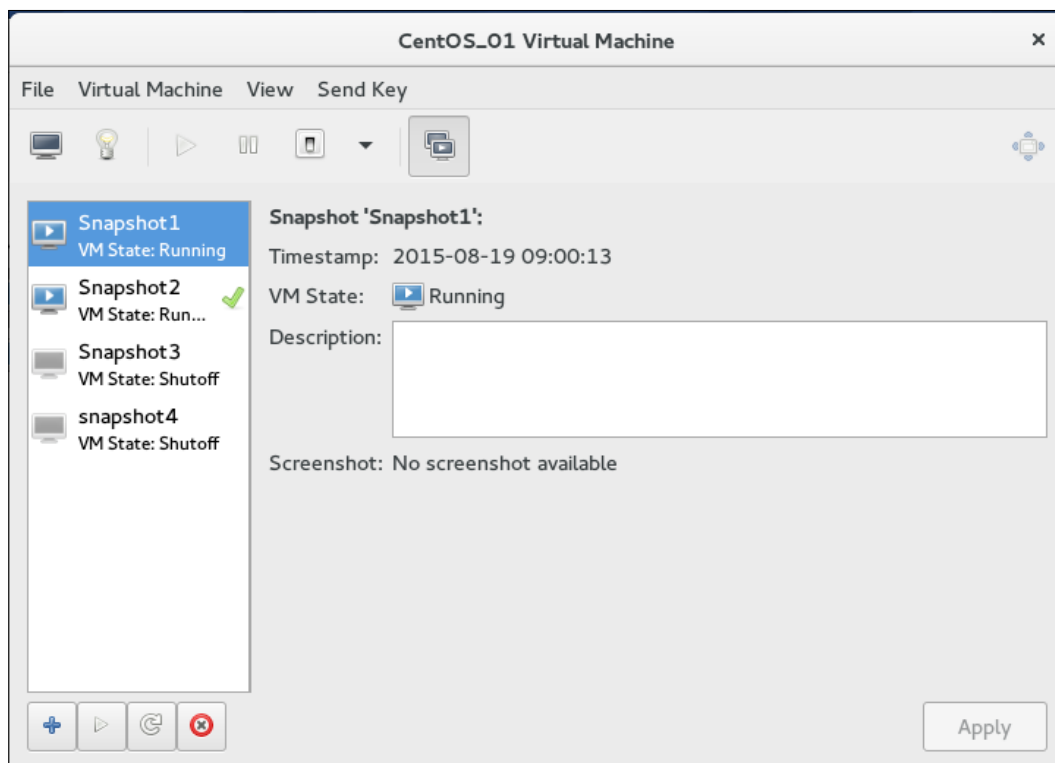 CentOS_01 Virtual Machine
File Virtual Machine View Send Key
Snapshot1
VM State: Running
Snapshot2
VM State: Run...
Snapshot3
VM State: Shutoff
snapshot4
VM State: Shutoff
Snapshot 'Snapshot1':
Timestamp: 2015-08-19 09:00:13
VM State: Running
Description:
Screenshot: No screenshot available
Apply